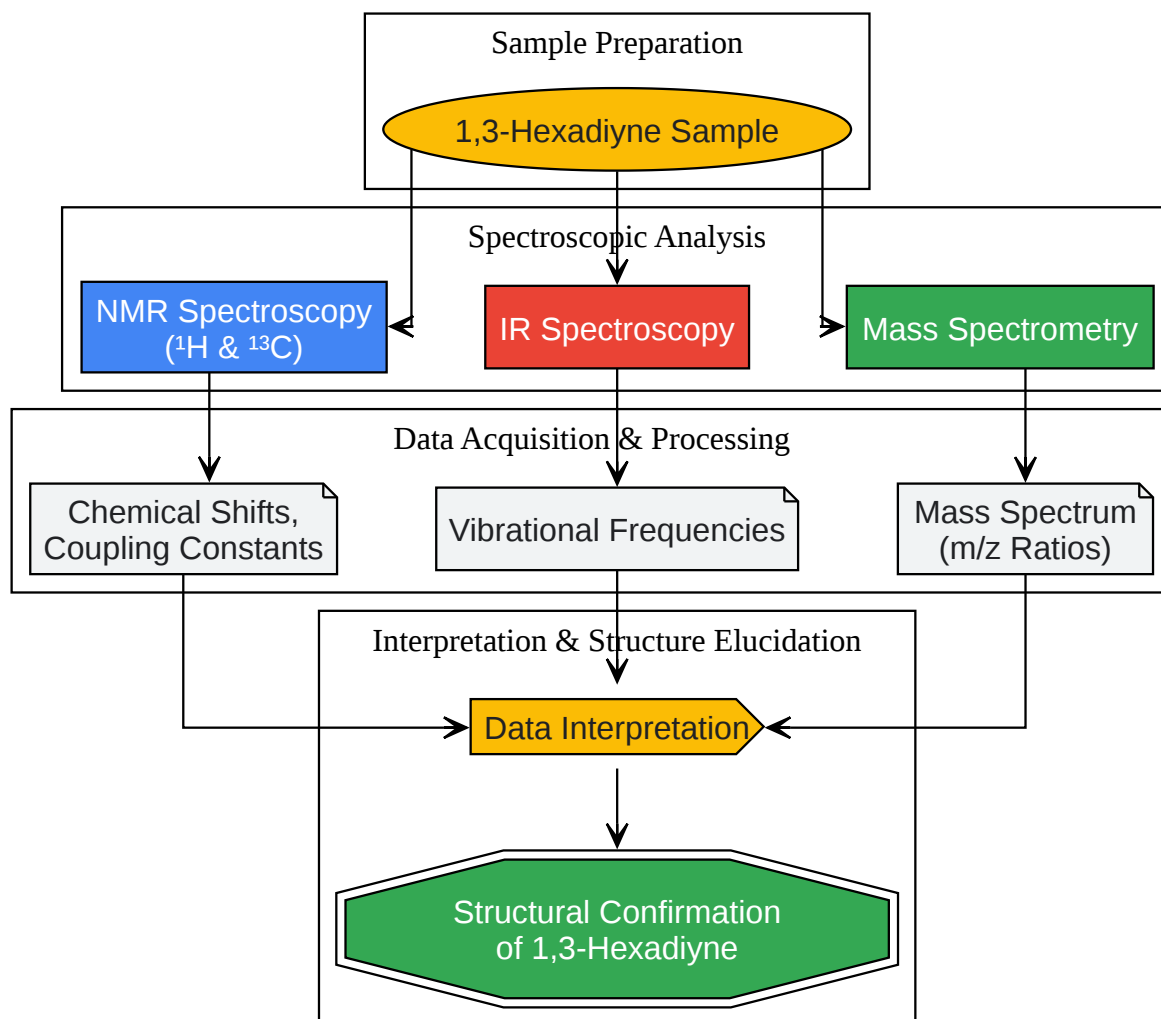 Sample Preparation
1,3-Hexadiyne Sample
Spectroscopic Analysis
NMR Spectroscopy
(¹H & ¹³C)
IR Spectroscopy
Mass Spectrometry
Data Acquisition & Processing
Chemical Shifts,
Coupling Constants
Vibrational Frequencies
Mass Spectrum
(m/z Ratios)
Interpretation & Structure Elucidation
Data Interpretation
Structural Confirmation
of 1,3-Hexadiyne